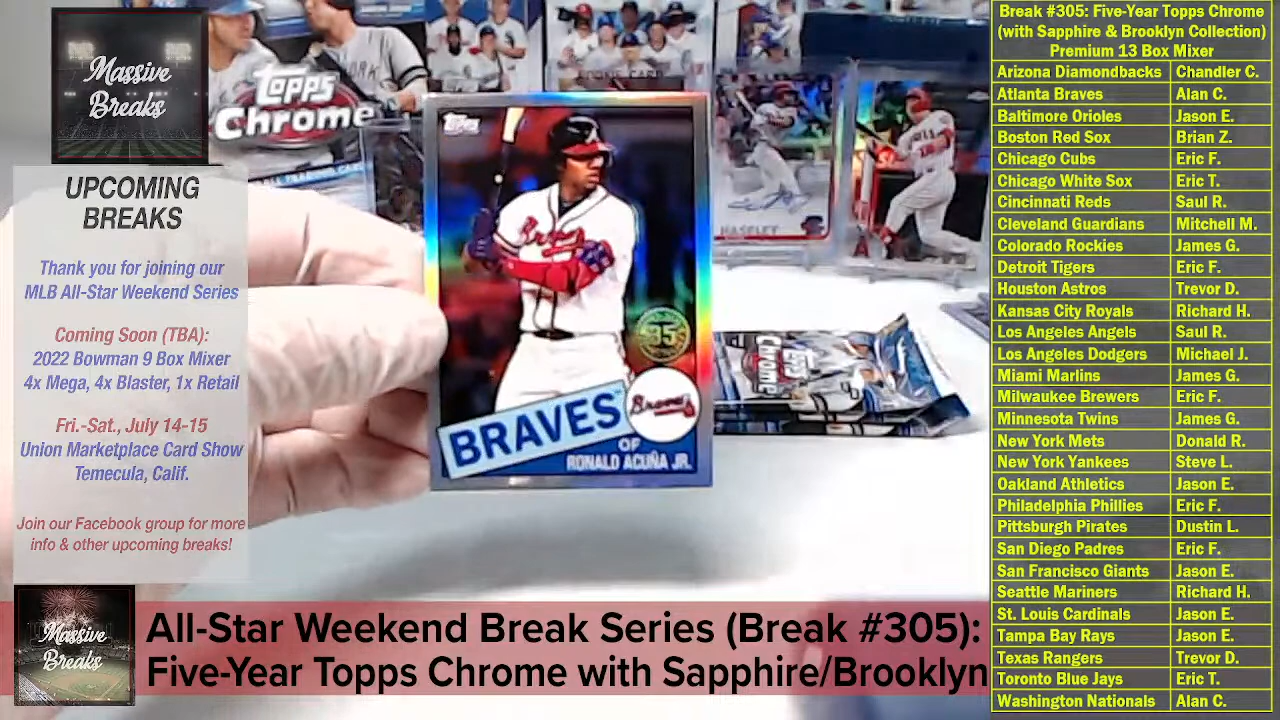 Massive
Breaks
UPCOMING
BREAKS
Thank you for joining our
MLB All-Star Weekend Series
Coming Soon (TBA):
2022 Bowman 9 Box Mixer
4x Mega, 4x Blaster, 1x Retail
Fri.-Sat., July 14-15
Union Marketplace Card Show
Temecula, Calif.
Join our Facebook group for more
info & other upcoming breaks!
Topps
Chrome
Topps
Braves
35
BRAVES
Braves
OF
RONALD ACUÑA JR.
HASELEY
Topps
Chrome
Massive
Breaks
All-Star Weekend Break Series (Break #305):
Five-Year Topps Chrome with Sapphire/Brooklyn
Break #305: Five-Year Topps Chrome
(with Sapphire & Brooklyn Collection)
Premium 13 Box Mixer
Arizona Diamondbacks Chandler C.
Atlanta Braves Alan C.
Baltimore Orioles Jason E.
Boston Red Sox Brian Z.
Chicago Cubs Eric F.
Chicago White Sox Eric T.
Cincinnati Reds Saul R.
Cleveland Guardians Mitchell M.
Colorado Rockies James G.
Detroit Tigers Eric F.
Houston Astros Trevor D.
Kansas City Royals Richard H.
Los Angeles Angels Saul R.
Los Angeles Dodgers Michael J.
Miami Marlins James G.
Milwaukee Brewers Eric F.
Minnesota Twins James G.
New York Mets Donald R.
New York Yankees Steve L.
Oakland Athletics Jason E.
Philadelphia Phillies Eric F.
Pittsburgh Pirates Dustin L.
San Diego Padres Eric F.
San Francisco Giants Jason E.
Seattle Mariners Richard H.
St. Louis Cardinals Jason E.
Tampa Bay Rays Jason E.
Texas Rangers Trevor D.
Toronto Blue Jays Eric T.
Washington Nationals Alan C.